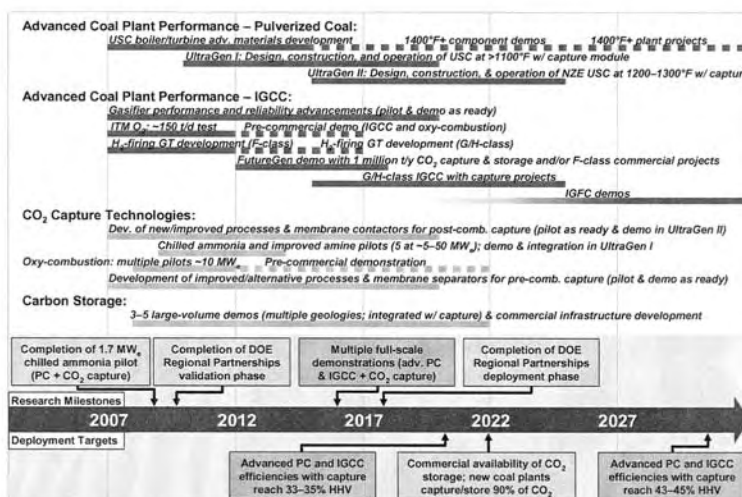 Advanced Coal Plant Performance – Pulverized Coal:
USC boiler/turbine adv. materials development 1400°F+ component demos 1400°F+ plant projects
UltraGen I: Design, construction, and operation of USC at >1100°F w/ capture module
UltraGen II: Design, construction, & operation of NZE USC at 1200–1300°F w/ capture
Advanced Coal Plant Performance – IGCC:
Gasifier performance and reliability advancements (pilot & demo as ready)
ITM O₂: ~150 t/d test Pre-commercial demo (IGCC and oxy-combustion)
H₂-firing GT development (F-class) H₂-firing GT development (G/H-class)
FutureGen demo with 1 million t/y CO₂ capture & storage and/or F-class commercial projects
G/H-class IGCC with capture projects
IGFC demos
CO₂ Capture Technologies:
Dev. of new/improved processes & membrane contactors for post-comb. capture (pilot as ready & demo in UltraGen II)
Chilled ammonia and improved amine pilots (5 at ~5–50 MWₑ); demo & integration in UltraGen I
Oxy-combustion: multiple pilots ~10 MWₑ Pre-commercial demonstration
Development of improved/alternative processes & membrane separators for pre-comb. capture (pilot & demo as ready)
Carbon Storage:
3–5 large-volume demos (multiple geologies; integrated w/ capture) & commercial infrastructure development
Completion of 1.7 MWₑ
chilled ammonia pilot
(PC + CO₂ capture)
Completion of DOE
Regional Partnerships
validation phase
Multiple full-scale
demonstrations (adv. PC
& IGCC + CO₂ capture)
Completion of DOE
Regional Partnerships
deployment phase
Research Milestones
2007 2012 2017 2022 2027
Deployment Targets
Advanced PC and IGCC
efficiencies with capture
reach 33–35% HHV
Commercial availability of CO₂
storage; new coal plants
capture/store 90% of CO₂
Advanced PC and IGCC
efficiencies with capture
reach 43–45% HHV